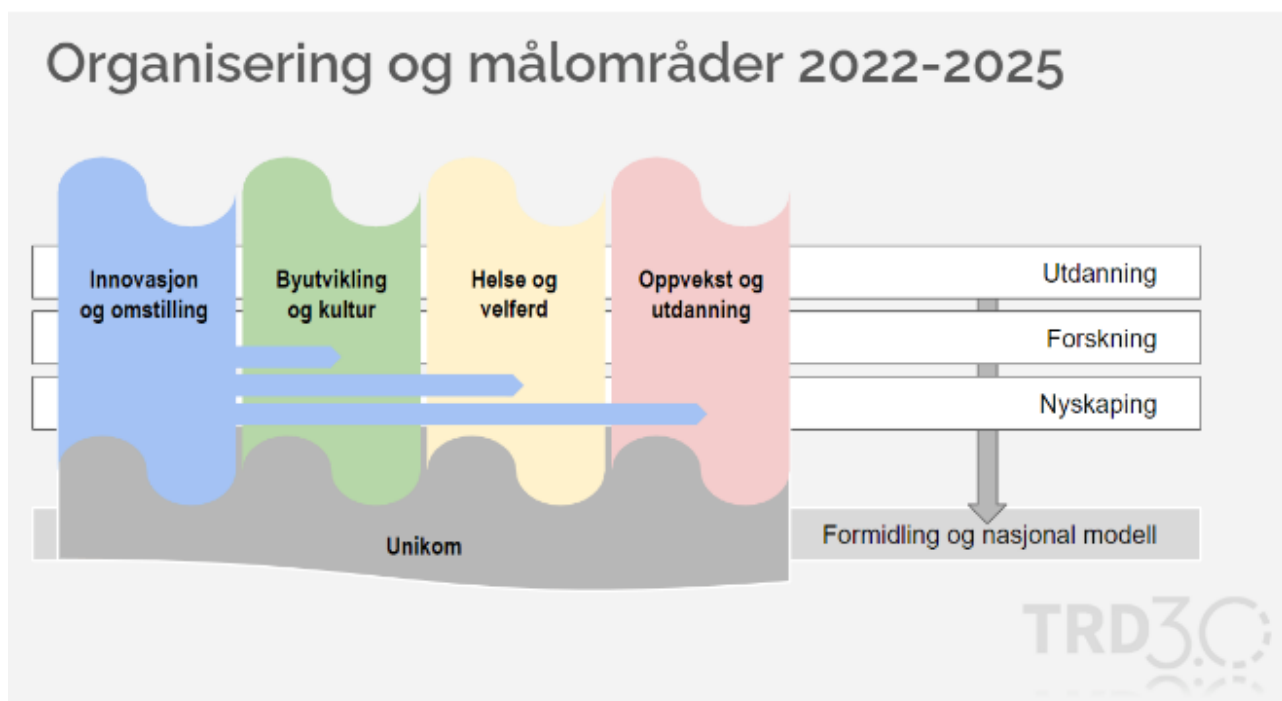 Organisering og målområder 2022-2025
Innovasjon
og omstilling
Byutvikling
og kultur
Helse og
velferd
Oppvekst og
utdanning
Utdanning
Forskning
Nyskaping
Unikom
Formidling og nasjonal modell
TRD3.0